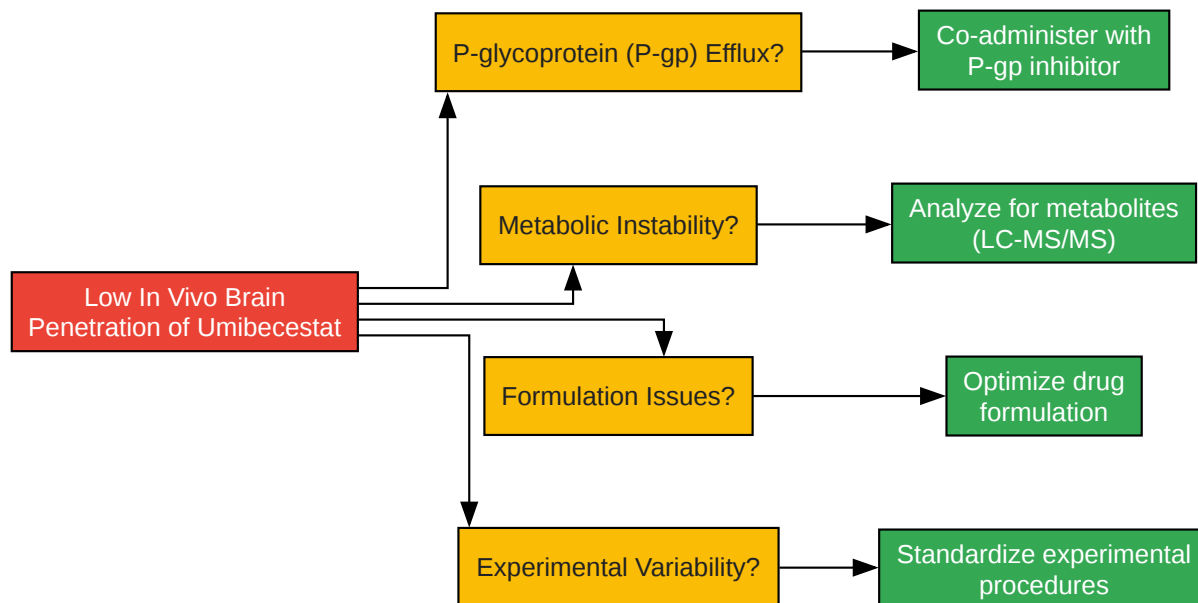 P-glycoprotein (P-gp) Efflux?
Co-administer with
P-gp inhibitor
Metabolic Instability?
Analyze for metabolites
(LC-MS/MS)
Low In Vivo Brain
Penetration of Umibecestat
Formulation Issues?
Optimize drug
formulation
Experimental Variability?
Standardize experimental
procedures